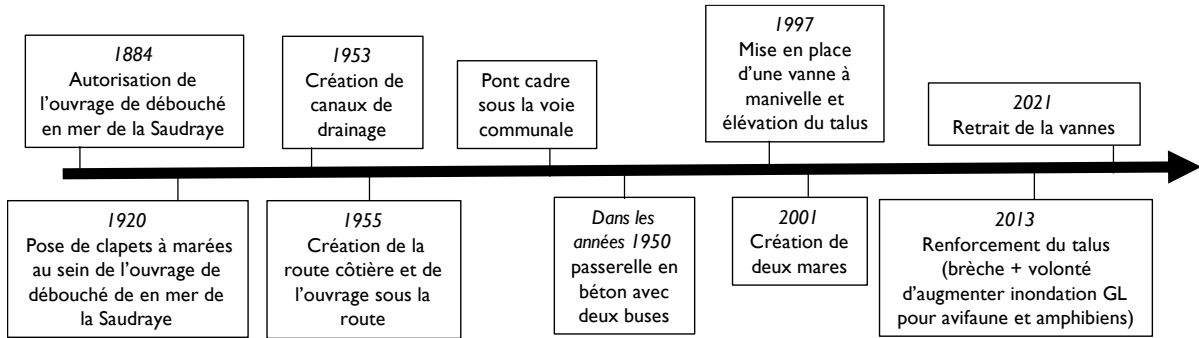 1884
Autorisation de
l'ouvrage de débouché
en mer de la Saudraye
1953
Création de
canaux de
drainage
Pont cadre
sous la voie
communale
1997
Mise en place
d'une vanne à
manivelle et
élévation du talus
2021
Retrait de la vannes
1920
Pose de clapets à marées
au sein de l'ouvrage de
débouché de en mer de
la Saudraye
1955
Création de la
route côtière et de
l'ouvrage sous la
route
Dans les
années 1950
passerelle en
béton avec
deux buses
2001
Création de
deux mares
2013
Renforcement du talus
(brèche + volonté
d'augmenter inondation GL
pour avifaune et amphibiens)